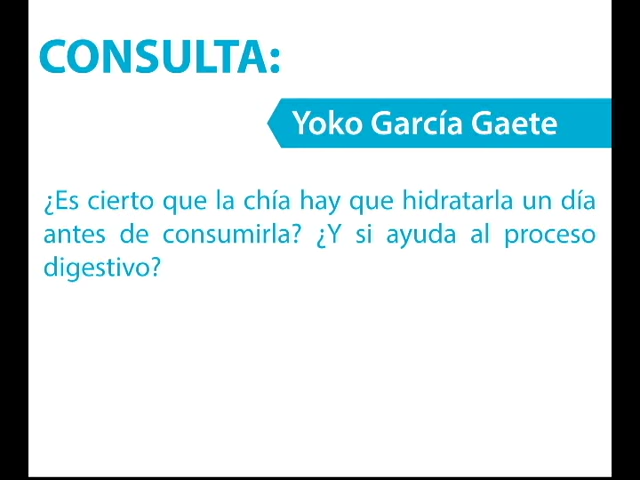 CONSULTA:
Yoko García Gaete
¿Es cierto que la chía hay que hidratarla un día
antes de consumirla? ¿Y si ayuda al proceso
digestivo?